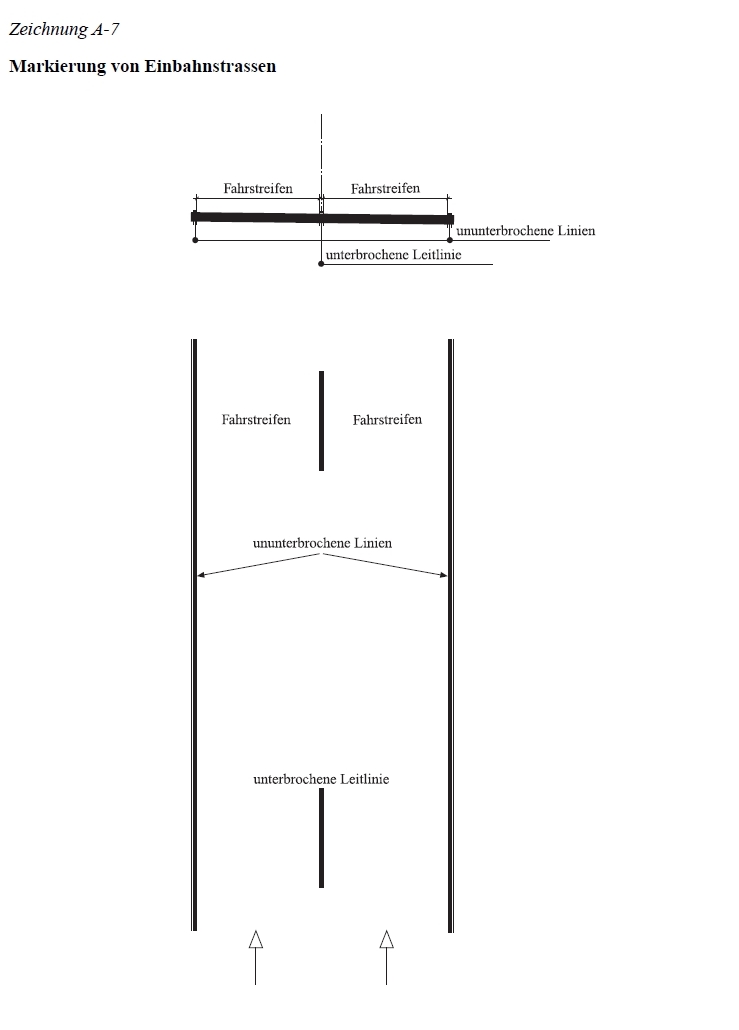 Zeichnung A-7
Markierung von Einbahnstrassen
Fahrstreifen Fahrstreifen
ununterbrochene Linien
unterbrochene Leitlinie
Fahrstreifen Fahrstreifen
ununterbrochene Linien
unterbrochene Leitlinie